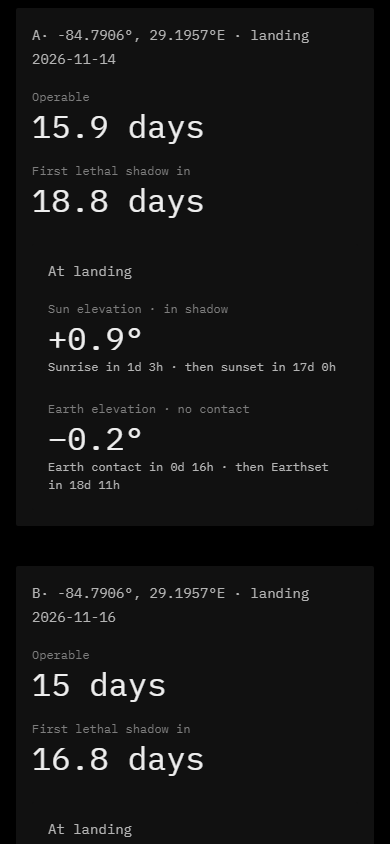 A· -84.7906°, 29.1957°E · landing
2026-11-14
Operable
15.9 days
First lethal shadow in
18.8 days
At landing
Sun elevation · in shadow
+0.9°
Sunrise in 1d 3h · then sunset in 17d 0h
Earth elevation · no contact
−0.2°
Earth contact in 0d 16h · then Earthset
in 18d 11h
B· -84.7906°, 29.1957°E · landing
2026-11-16
Operable
15 days
First lethal shadow in
16.8 days
At landing